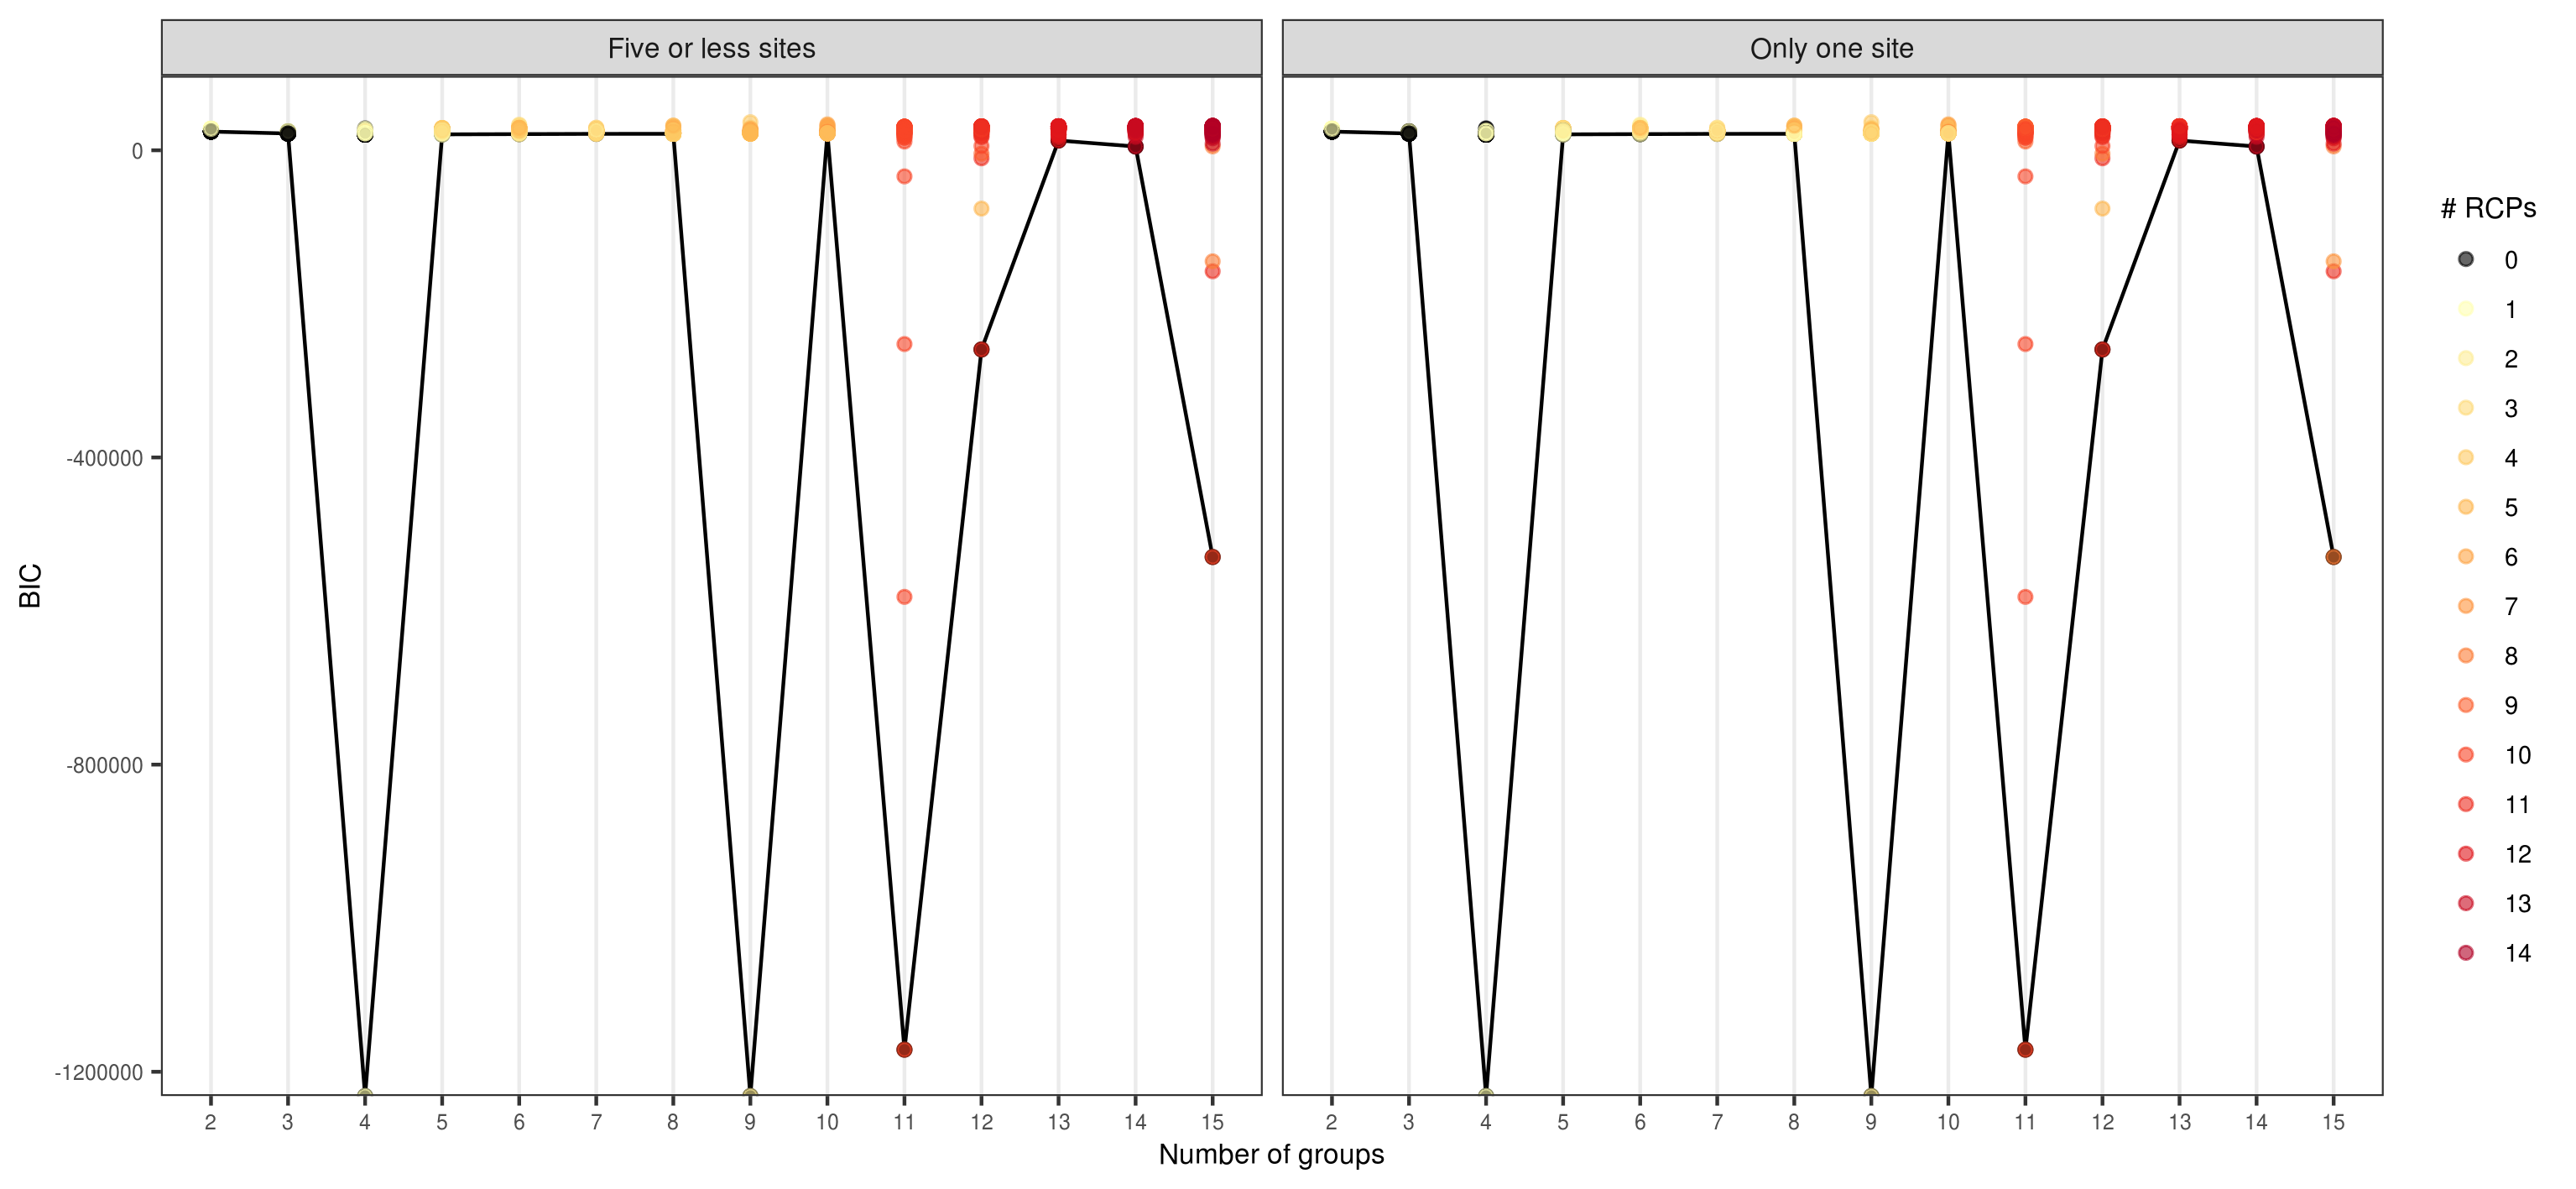 Five or less sites
Only one site
0
-400000
-800000
-1200000
BIC
2 3 4 5 6 7 8 9 10 11 12 13 14 15
2 3 4 5 6 7 8 9 10 11 12 13 14 15
Number of groups
# RCPs
0
1
2
3
4
5
6
7
8
9
10
11
12
13
14